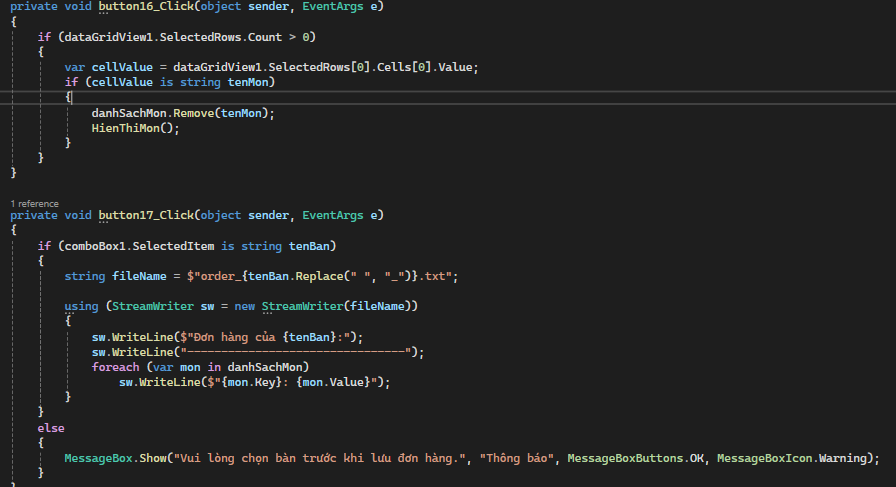 private void button16_Click(object sender, EventArgs e)
{
if (dataGridView1.SelectedRows.Count > 0)
{
var cellValue = dataGridView1.SelectedRows[0].Cells[0].Value;
if (cellValue is string tenMon)
{
danhSachMon.Remove(tenMon);
HienThiMon();
}
}
}
1 reference
private void button17_Click(object sender, EventArgs e)
{
if (comboBox1.SelectedItem is string tenBan)
{
string fileName = $"order_{tenBan.Replace(" ", "_")}.txt";
using (StreamWriter sw = new StreamWriter(fileName))
{
sw.WriteLine($"Đơn hàng của {tenBan}:");
sw.WriteLine("--------------------------------");
foreach (var mon in danhSachMon)
sw.WriteLine($"{mon.Key}: {mon.Value}");
}
}
else
{
MessageBox.Show("Vui lòng chọn bàn trước khi lưu đơn hàng.", "Thông báo", MessageBoxButtons.OK, MessageBoxIcon.Warning);
}
}